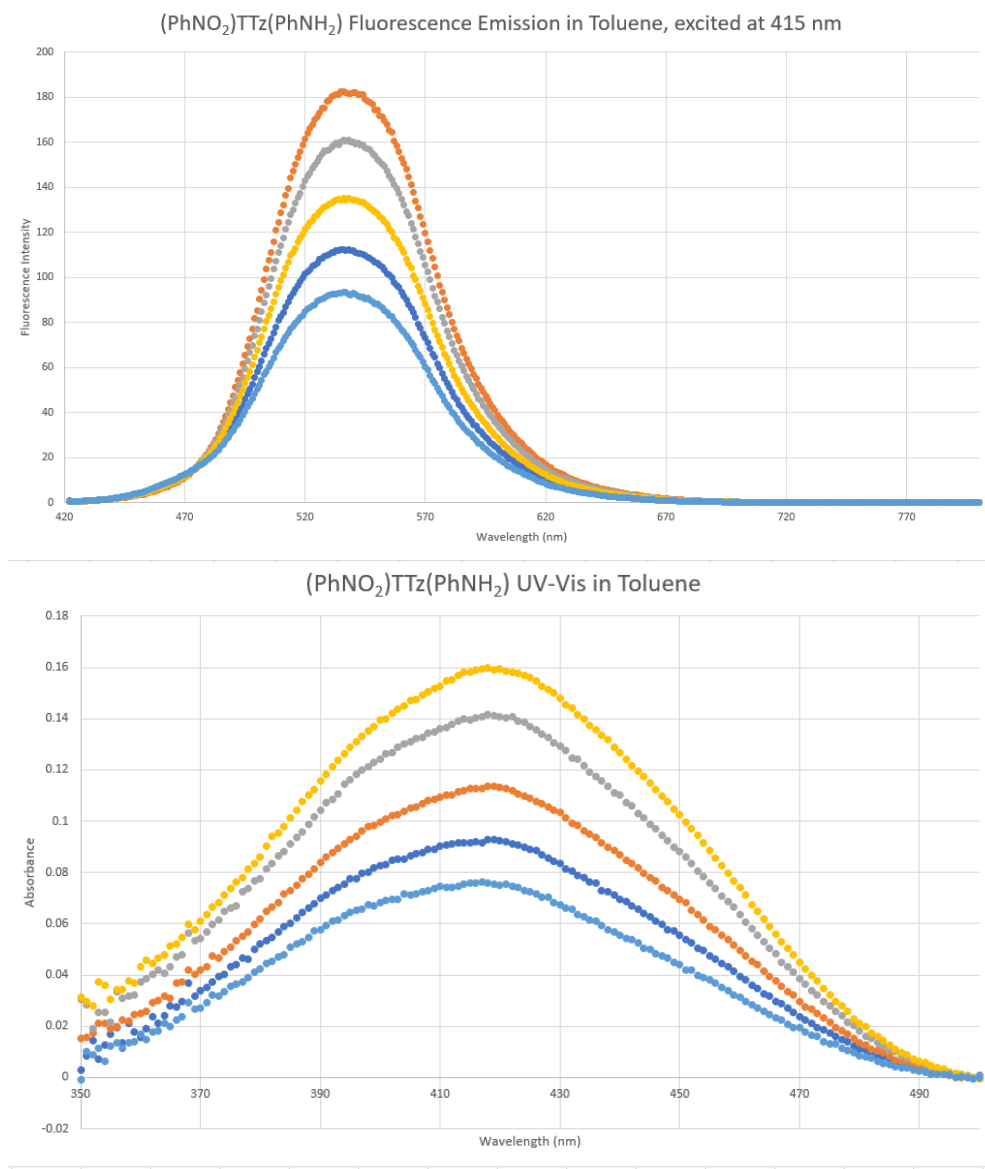 (PhNO₂)TTz(PhNH₂) Fluorescence Emission in Toluene, excited at 415 nm
200
180
160
140
120
100
80
60
40
20
0
Fluorescence Intensity
420 470 520 570 620 670 720 770
Wavelength (nm)
(PhNO₂)TTz(PhNH₂) UV-Vis in Toluene
0.18
0.16
0.14
0.12
0.1
0.08
0.06
0.04
0.02
0
-0.02
Absorbance
350 370 390 410 430 450 470 490
Wavelength (nm)